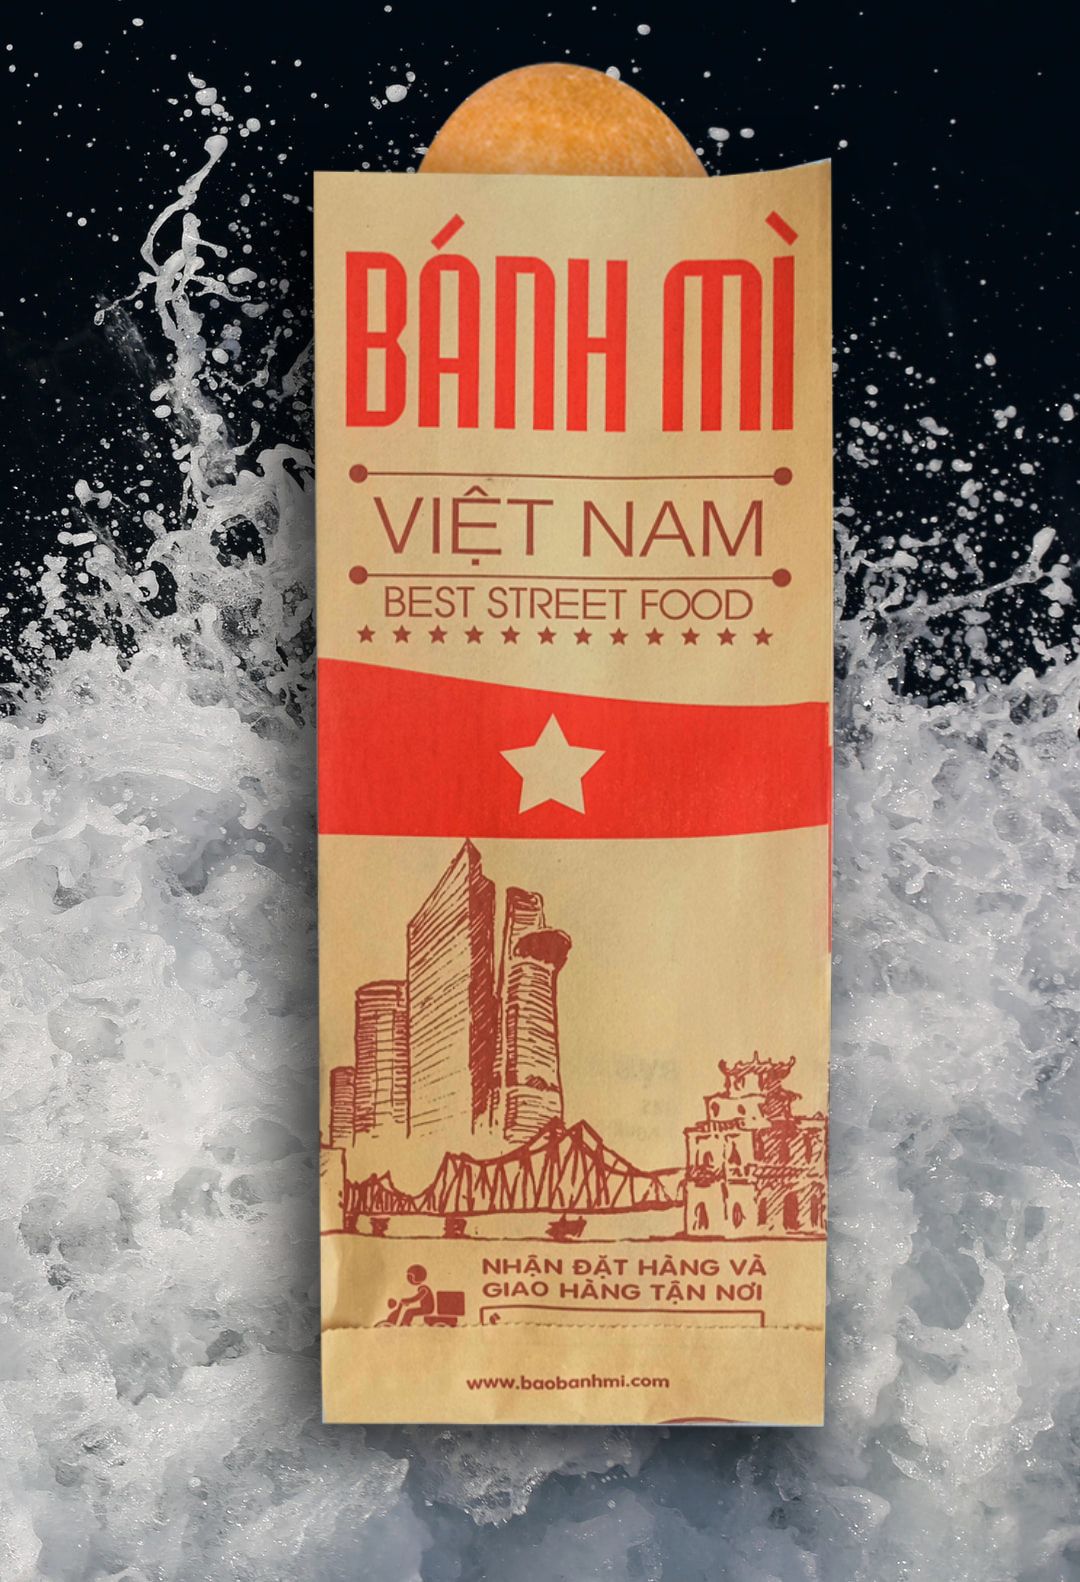 BÁNH MÌ
VIỆT NAM
BEST STREET FOOD
NHẬN ĐẶT HÀNG VÀ
GIAO HÀNG TẬN NƠI
www.baobanhmi.com